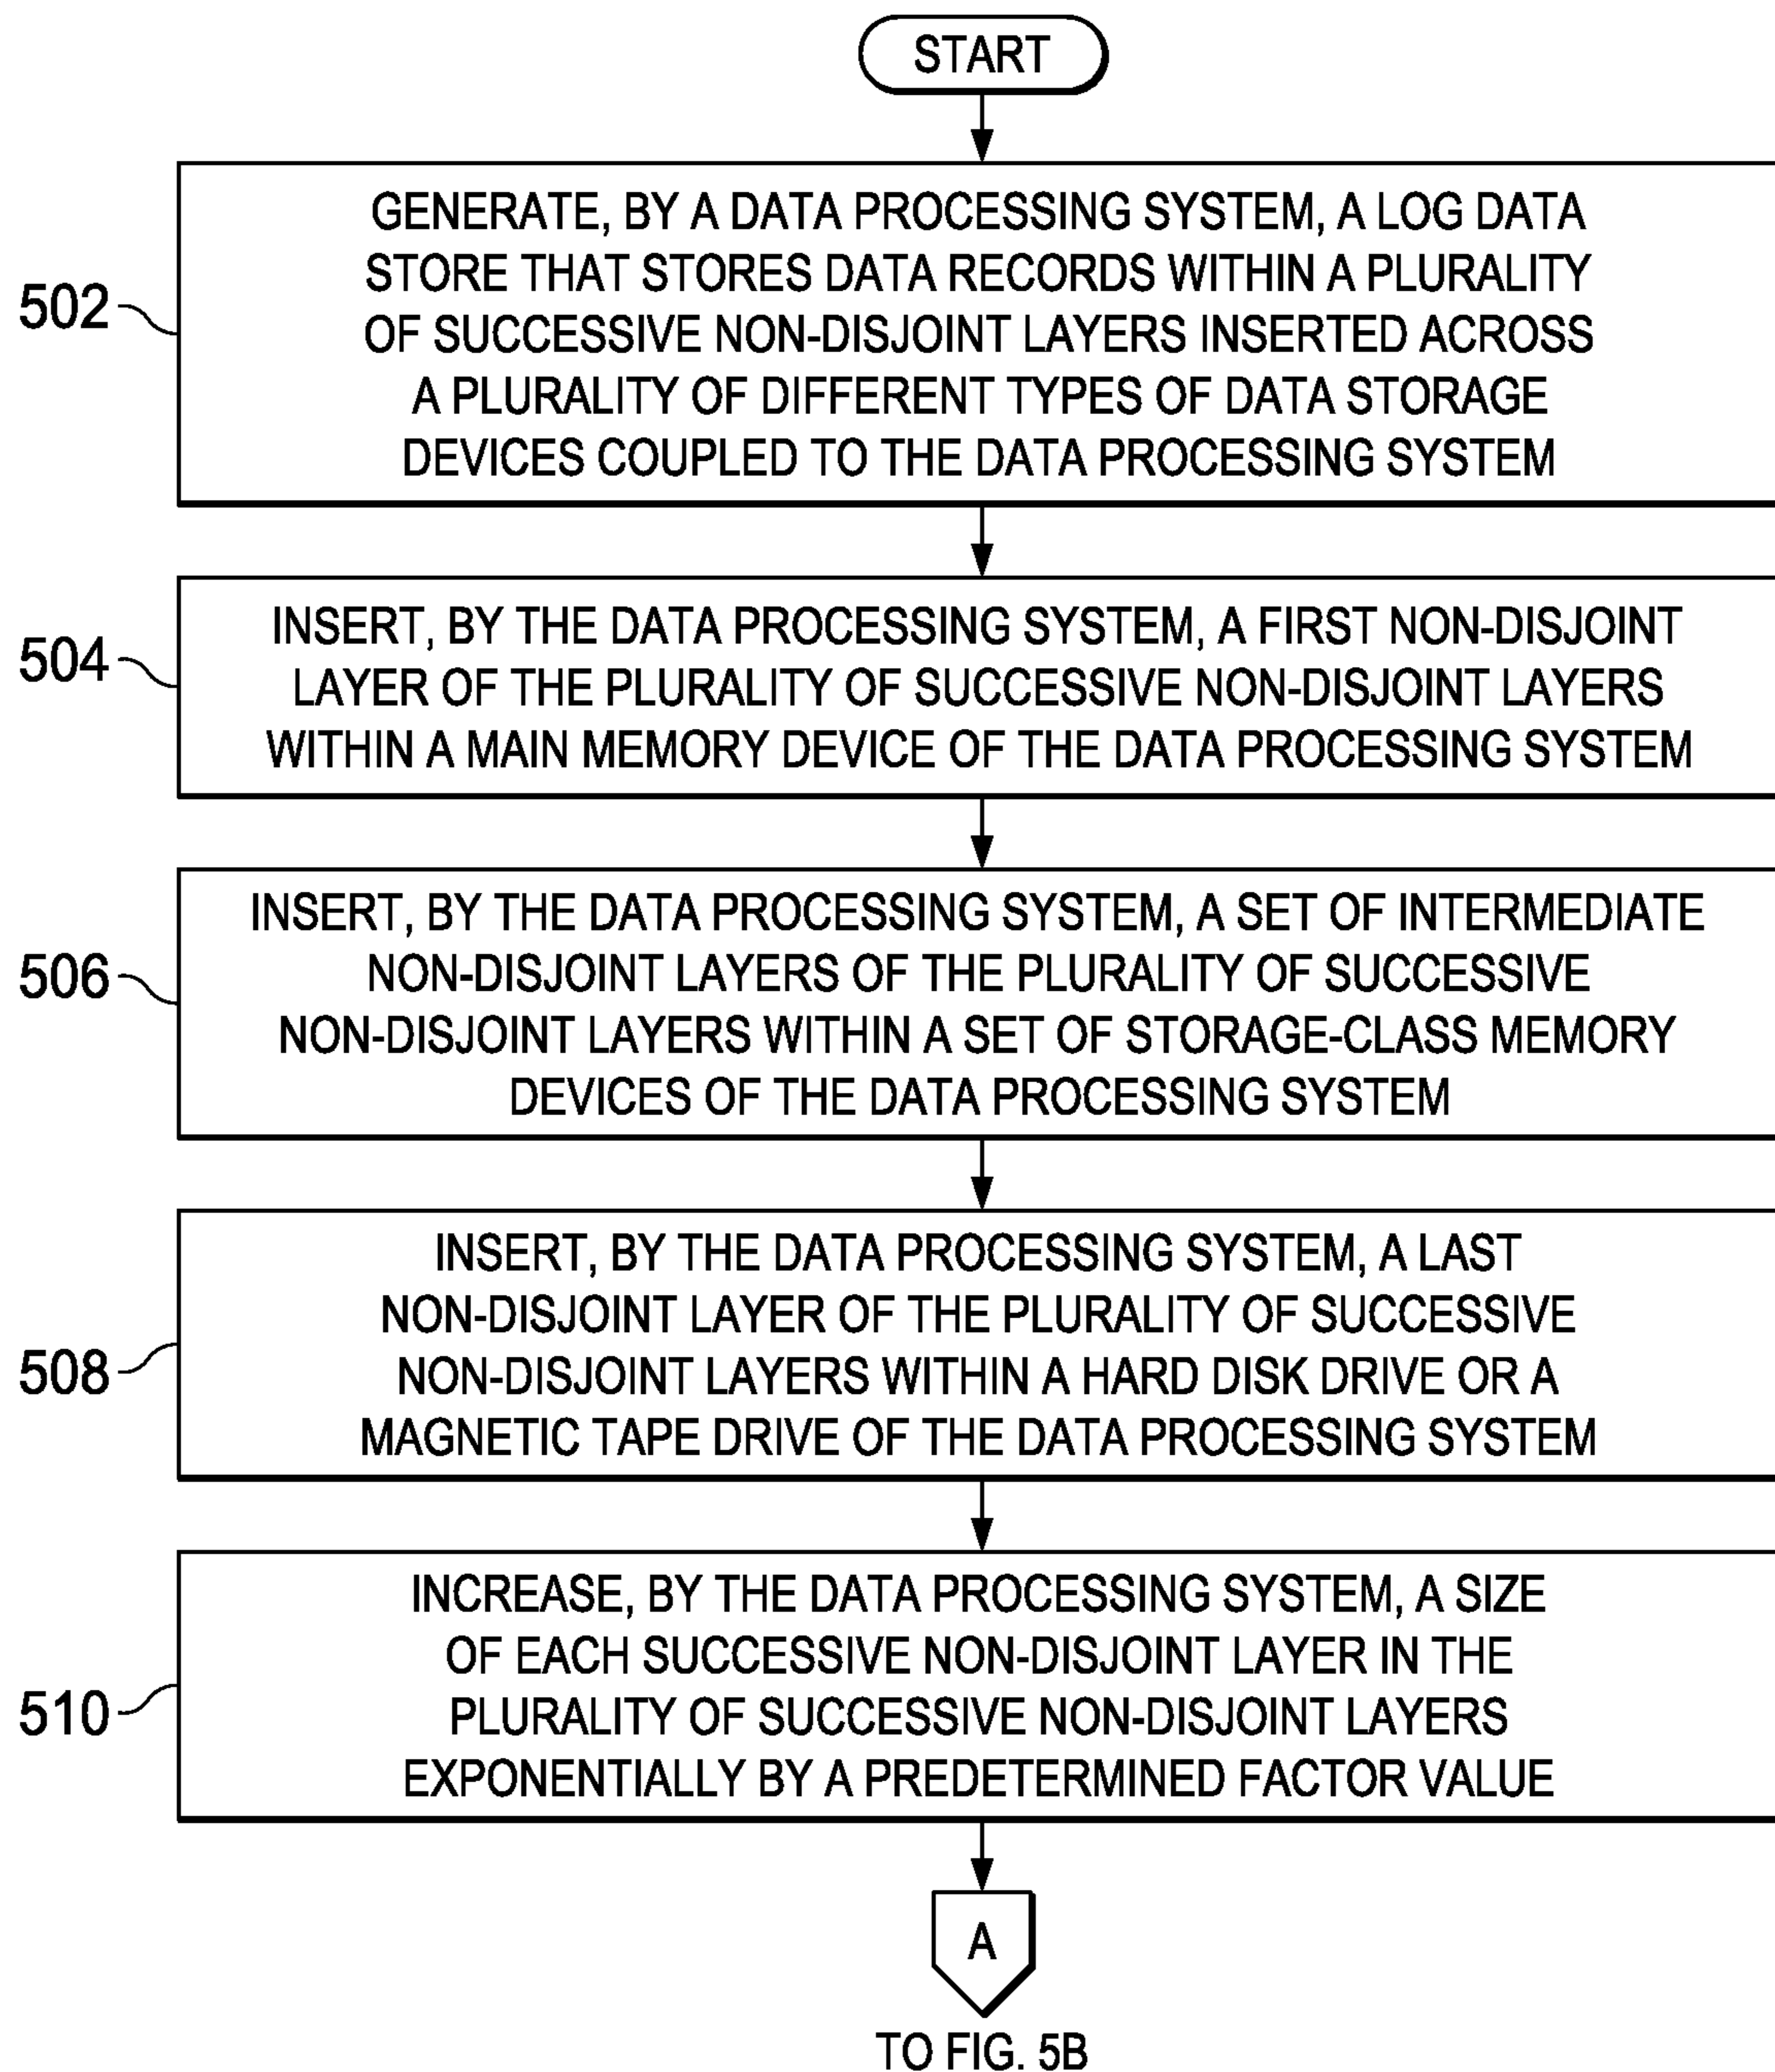 START
502
GENERATE, BY A DATA PROCESSING SYSTEM, A LOG DATA
STORE THAT STORES DATA RECORDS WITHIN A PLURALITY
OF SUCCESSIVE NON-DISJOINT LAYERS INSERTED ACROSS
A PLURALITY OF DIFFERENT TYPES OF DATA STORAGE
DEVICES COUPLED TO THE DATA PROCESSING SYSTEM
504
INSERT, BY THE DATA PROCESSING SYSTEM, A FIRST NON-DISJOINT
LAYER OF THE PLURALITY OF SUCCESSIVE NON-DISJOINT LAYERS
WITHIN A MAIN MEMORY DEVICE OF THE DATA PROCESSING SYSTEM
506
INSERT, BY THE DATA PROCESSING SYSTEM, A SET OF INTERMEDIATE
NON-DISJOINT LAYERS OF THE PLURALITY OF SUCCESSIVE
NON-DISJOINT LAYERS WITHIN A SET OF STORAGE-CLASS MEMORY
DEVICES OF THE DATA PROCESSING SYSTEM
508
INSERT, BY THE DATA PROCESSING SYSTEM, A LAST
NON-DISJOINT LAYER OF THE PLURALITY OF SUCCESSIVE
NON-DISJOINT LAYERS WITHIN A HARD DISK DRIVE OR A
MAGNETIC TAPE DRIVE OF THE DATA PROCESSING SYSTEM
510
INCREASE, BY THE DATA PROCESSING SYSTEM, A SIZE
OF EACH SUCCESSIVE NON-DISJOINT LAYER IN THE
PLURALITY OF SUCCESSIVE NON-DISJOINT LAYERS
EXPONENTIALLY BY A PREDETERMINED FACTOR VALUE
A
TO FIG. 5B